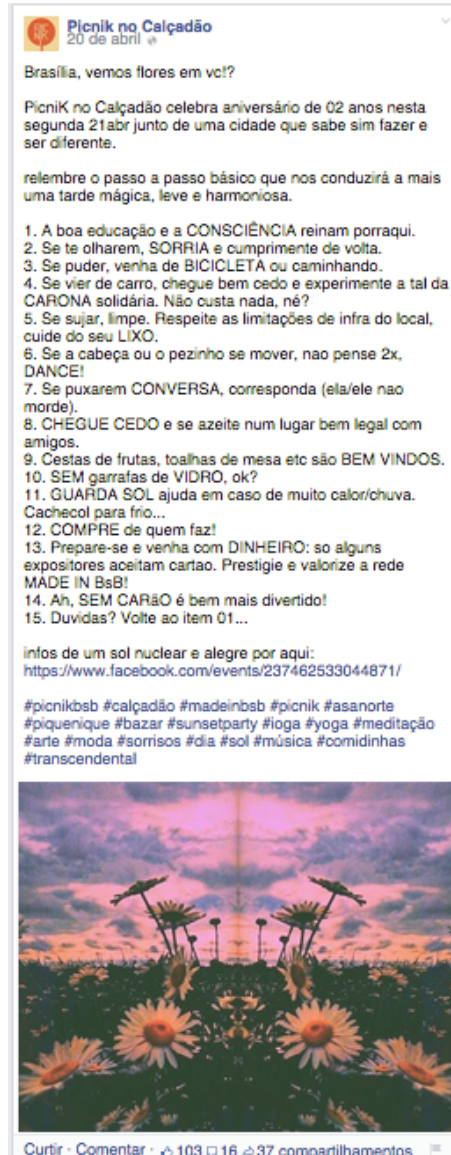 Picnik no Calçadão
20 de abril
Brasília, vemos flores em vc!?
PicniK no Calçadão celebra aniversário de 02 anos nesta
segunda 21abr junto de uma cidade que sabe sim fazer e
ser diferente.
relembre o passo a passo básico que nos conduzirá a mais
uma tarde mágica, leve e harmoniosa.
1. A boa educação e a CONSCIÊNCIA reinam porraqui.
2. Se te olharem, SORRIA e cumprimente de volta.
3. Se puder, venha de BICICLETA ou caminhando.
4. Se vier de carro, chegue bem cedo e experimente a tal da
CARONA solidária. Não custa nada, né?
5. Se sujar, limpe. Respeite as limitações de infra do local,
cuide do seu LIXO.
6. Se a cabeça ou o pezinho se mover, nao pense 2x,
DANCE!
7. Se puxarem CONVERSA, corresponda (ela/ele nao
morde).
8. CHEGUE CEDO e se azeite num lugar bem legal com
amigos.
9. Cestas de frutas, toalhas de mesa etc são BEM VINDOS.
10. SEM garrafas de VIDRO, ok?
11. GUARDA SOL ajuda em caso de muito calor/chuva.
Cachecol para frio...
12. COMPRE de quem faz!
13. Prepare-se e venha com DINHEIRO: so alguns
expositores aceitam cartao. Prestigie e valorize a rede
MADE IN BsB!
14. Ah, SEM CARãO é bem mais divertido!
15. Duvidas? Volte ao item 01...
infos de um sol nuclear e alegre por aqui:
https://www.facebook.com/events/237462533044871/
#picnikbsb #calçadão #madeinbsb #picnik #asanorte
#piquenique #bazar #sunsetparty #ioga #yoga #meditação
#arte #moda #sorrisos #dia #sol #música #comidinhas
#transcendental
Curtir · Comentar · 103 16 37 compartilhamentos